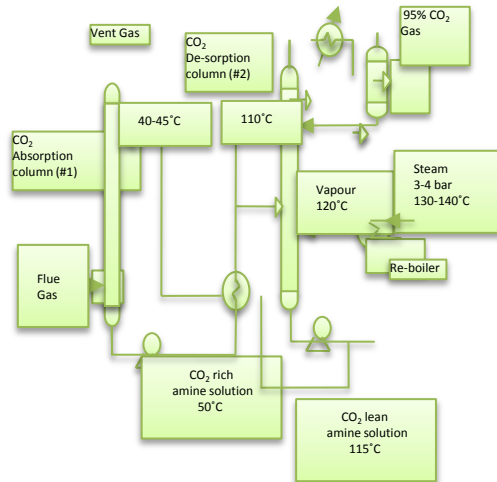 Vent Gas
CO₂
De-sorption
column (#2)
95% CO₂
Gas
40-45˚C
110˚C
CO₂
Absorption
column (#1)
Vapour
120˚C
Steam
3-4 bar
130-140˚C
Re-boiler
Flue
Gas
CO₂ rich
amine solution
50˚C
CO₂ lean
amine solution
115˚C